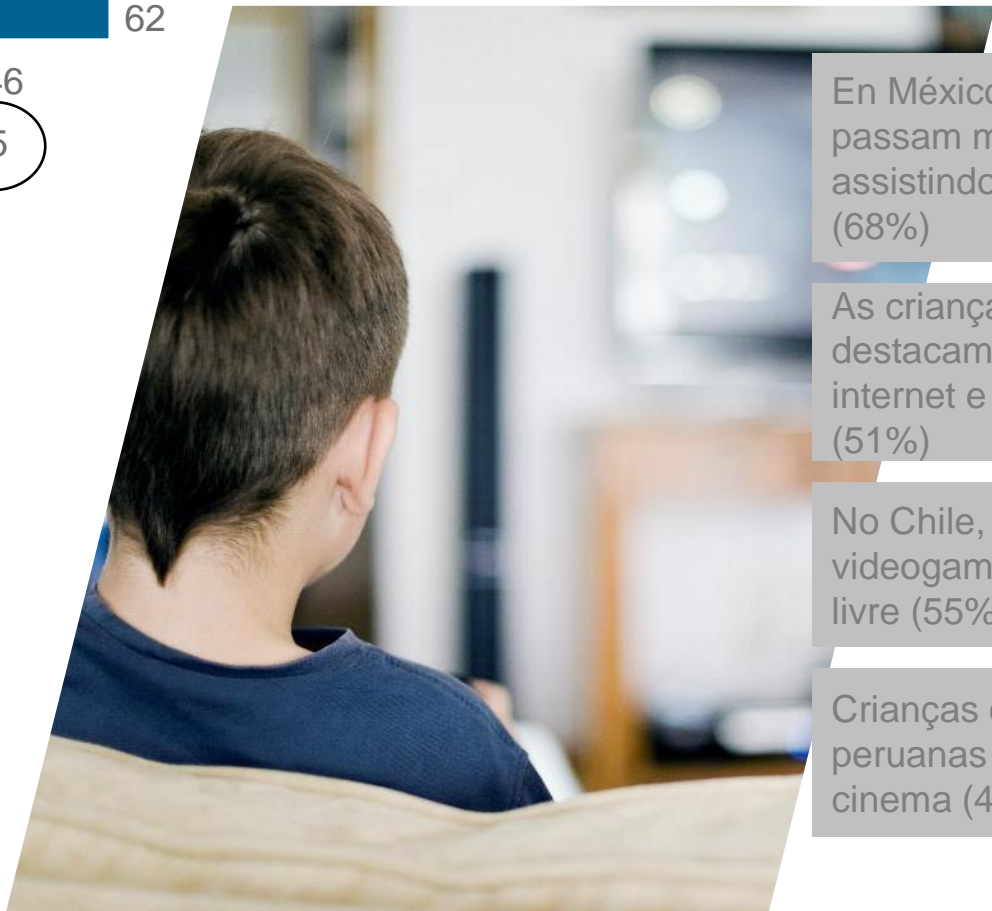 62
6
5
En México
passam m
assistindo
(68%)
As criança
destacam
internet e
(51%)
No Chile,
videogam
livre (55%
Crianças
peruanas
cinema (4